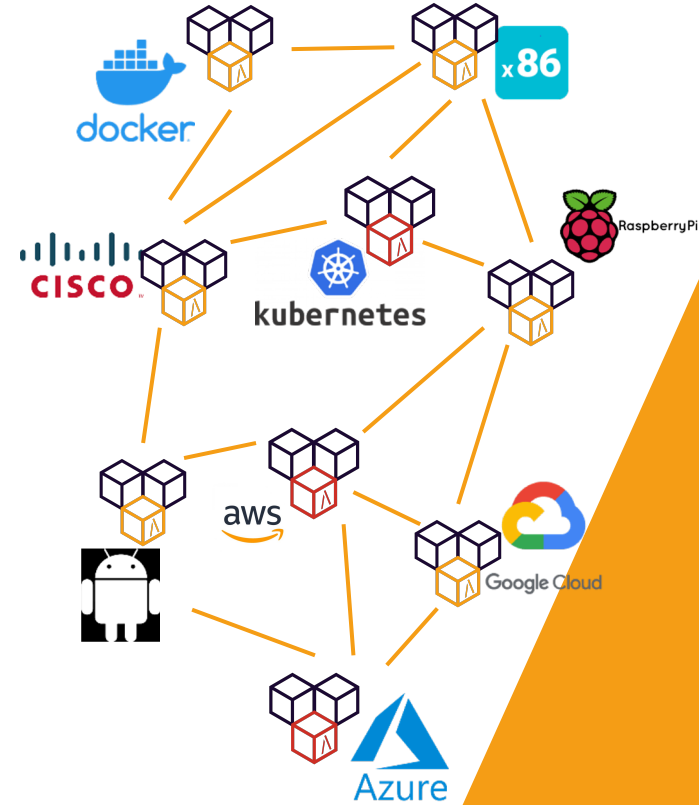 docker
x86
RaspberryPi
CISCO
kubernetes
aws
Google Cloud
Azure